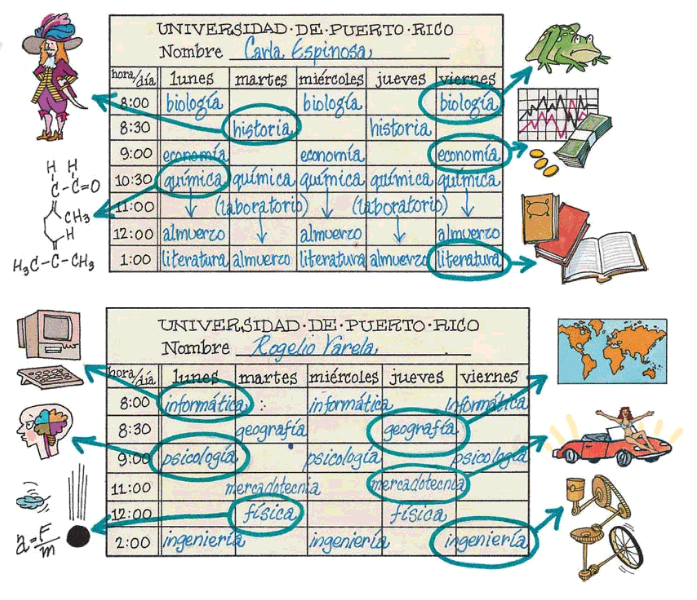 UNIVERSIDAD·DE·PUERTO·RICO
Nombre Carla Espinosa
hora/día lunes martes miércoles jueves viernes
8:00 biología biología biología
8:30 historia historia
9:00 economía economía economía
10:30 química química química química química
11:00 (laboratorio) (laboratorio)
12:00 almuerzo almuerzo almuerzo
1:00 literatura almuerzo literatura almuerzo literatura
H H
C-C=O
CH3
H
H3C-C-CH3
UNIVERSIDAD·DE·PUERTO·RICO
Nombre Rogelio Varela
hora/día lunes martes miércoles jueves viernes
8:00 informática informática informática
8:30 geografía geografía
9:00 psicología psicología psicología
11:00 mercadotecnia mercadotecnia
12:00 física física
2:00 ingeniería ingeniería ingeniería
a=F/m